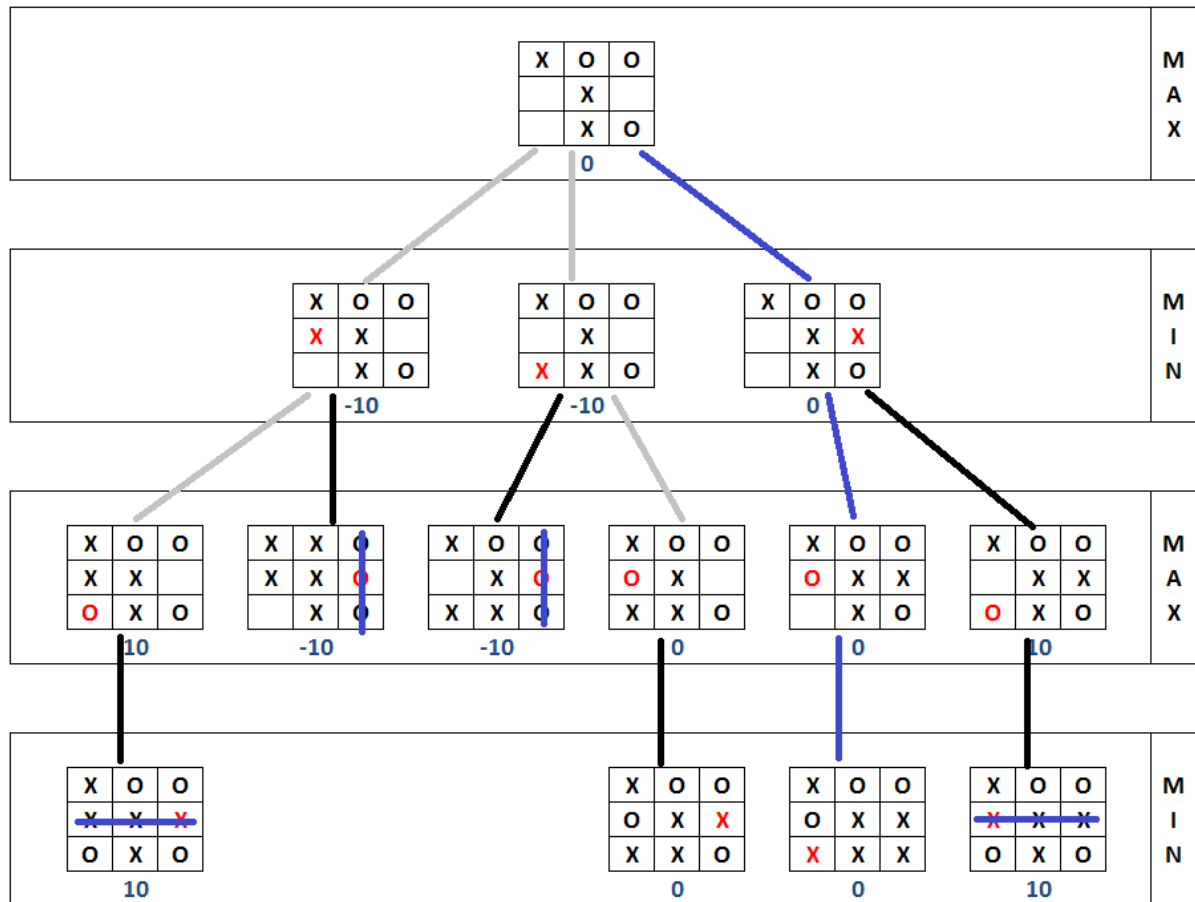 X O O M
X A
X O X
0
X O O X O O X O O M
X X X X X I
X O X X O X O N
-10 -10 0
X O O X X O X O O X O O X O O X O O M
X X X X O X O O X O X X X X A
O X O X O X X O X X O X O O X O X
10 -10 -10 0 0 10
X O O X O O X O O X O O M
X X X O X X O X X X X X I
O X O X X O X X X O X O N
10 0 0 10